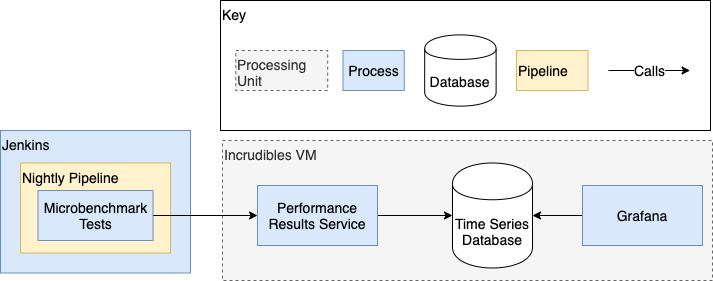 Key
Processing
Unit
Process
Database
Pipeline
Calls
Jenkins
Nightly Pipeline
Microbenchmark
Tests
Incrudibles VM
Performance
Results Service
Time Series
Database
Grafana